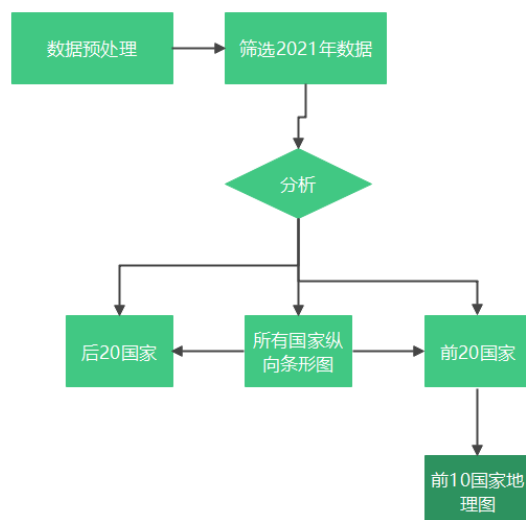 数据预处理
筛选2021年数据
分析
后20国家
所有国家纵
向条形图
前20国家
前10国家地
理图